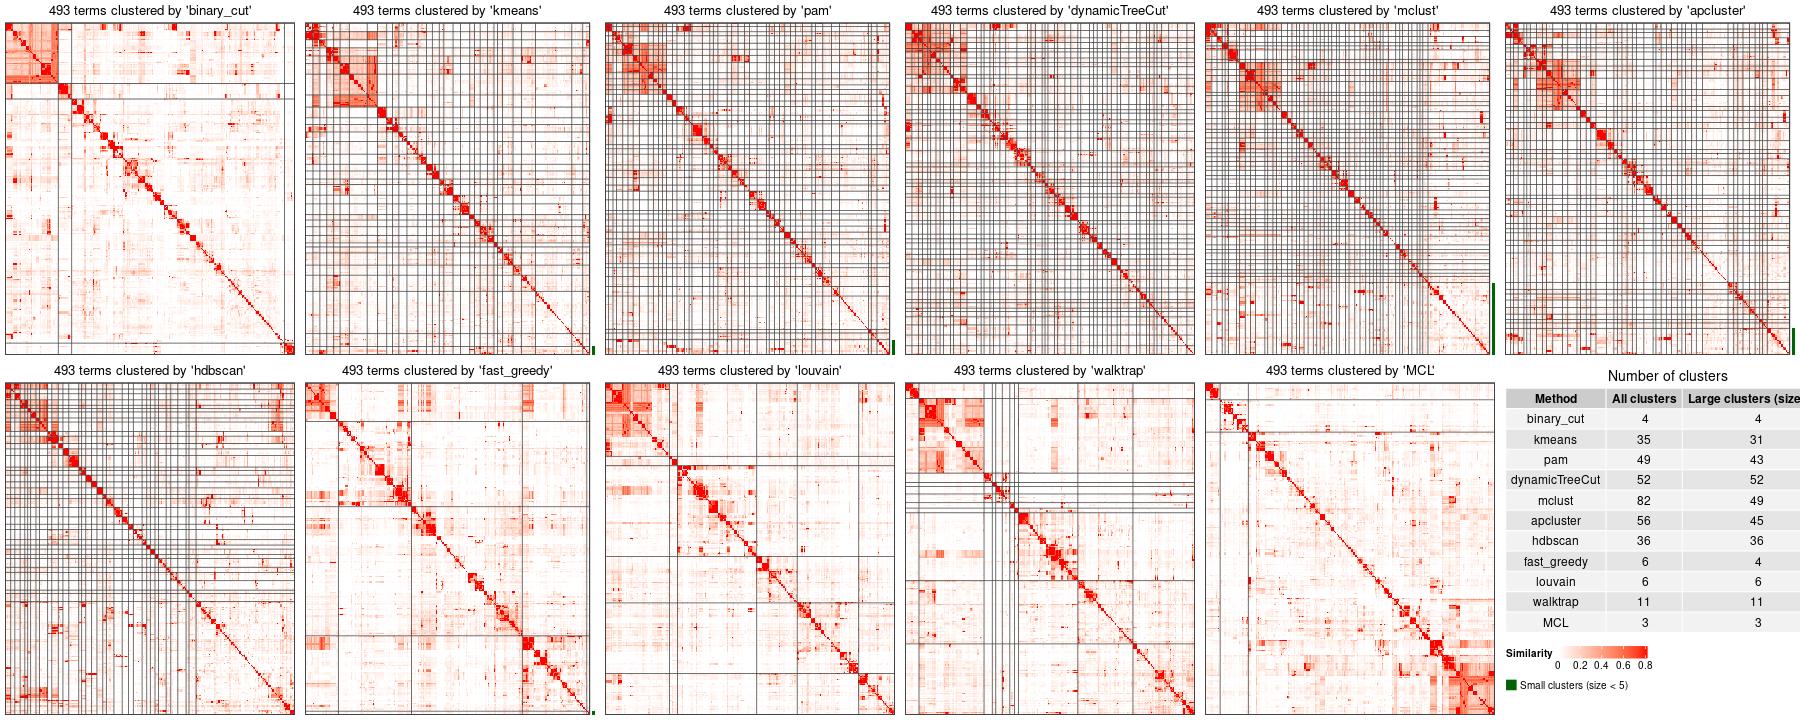 493 terms clustered by 'binary_cut'
493 terms clustered by 'kmeans'
493 terms clustered by 'pam'
493 terms clustered by 'dynamicTreeCut'
493 terms clustered by 'mclust'
493 terms clustered by 'apcluster'
493 terms clustered by 'hdbscan'
493 terms clustered by 'fast_greedy'
493 terms clustered by 'louvain'
493 terms clustered by 'walktrap'
493 terms clustered by 'MCL'
Number of clusters
Method All clusters Large clusters (size
binary_cut 4 4
kmeans 35 31
pam 49 43
dynamicTreeCut 52 52
mclust 82 49
apcluster 56 45
hdbscan 36 36
fast_greedy 6 4
louvain 6 6
walktrap 11 11
MCL 3 3
Similarity
0 0.2 0.4 0.6 0.8
Small clusters (size < 5)